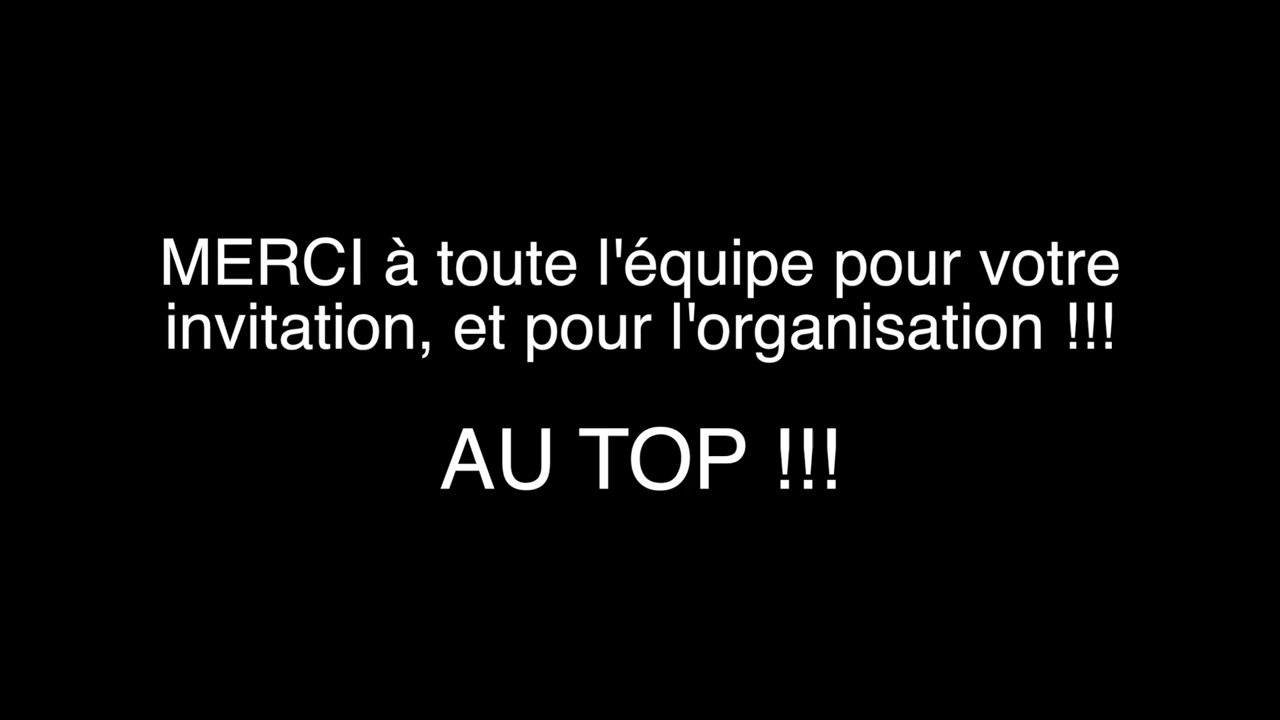 MERCI à toute l'équipe pour votre
invitation, et pour l'organisation !!!
AU TOP !!!